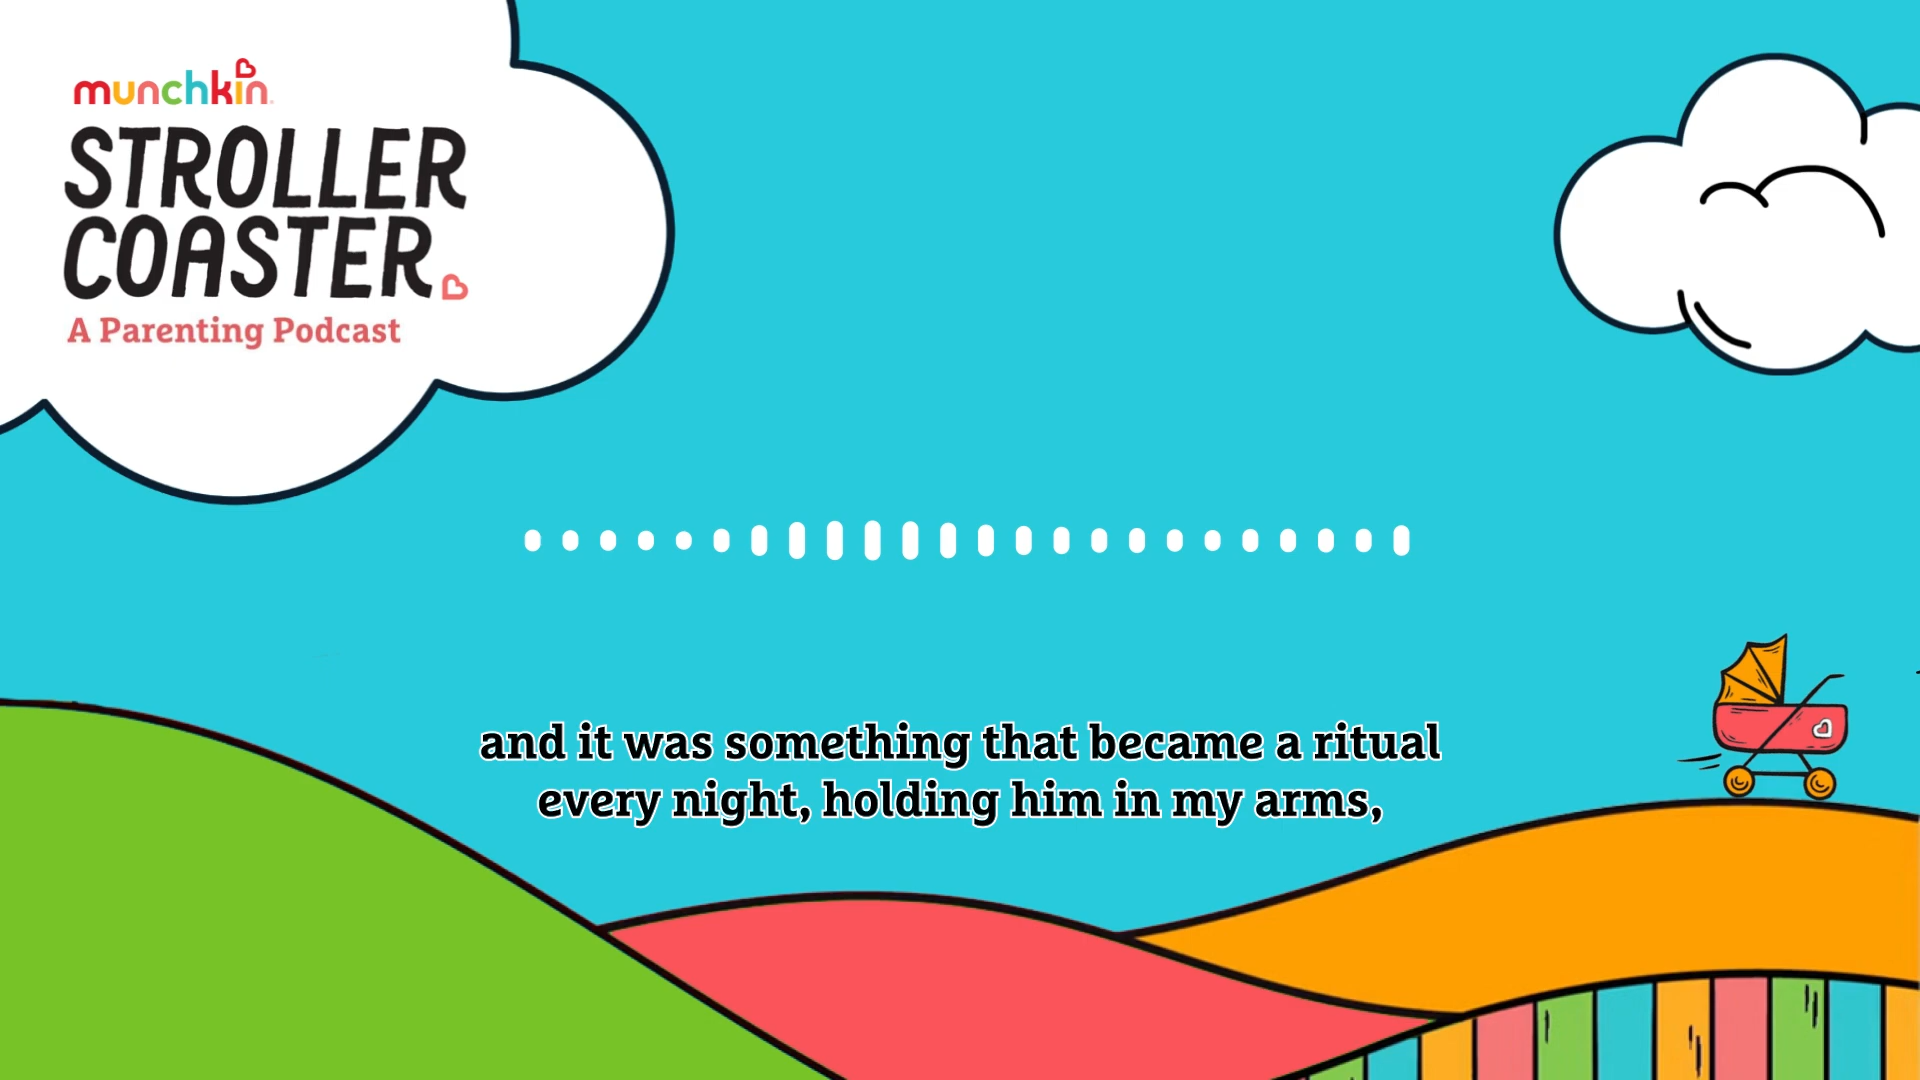 munchkin
STROLLER
COASTER
A Parenting Podcast
and it was something that became a ritual
every night, holding him in my arms,